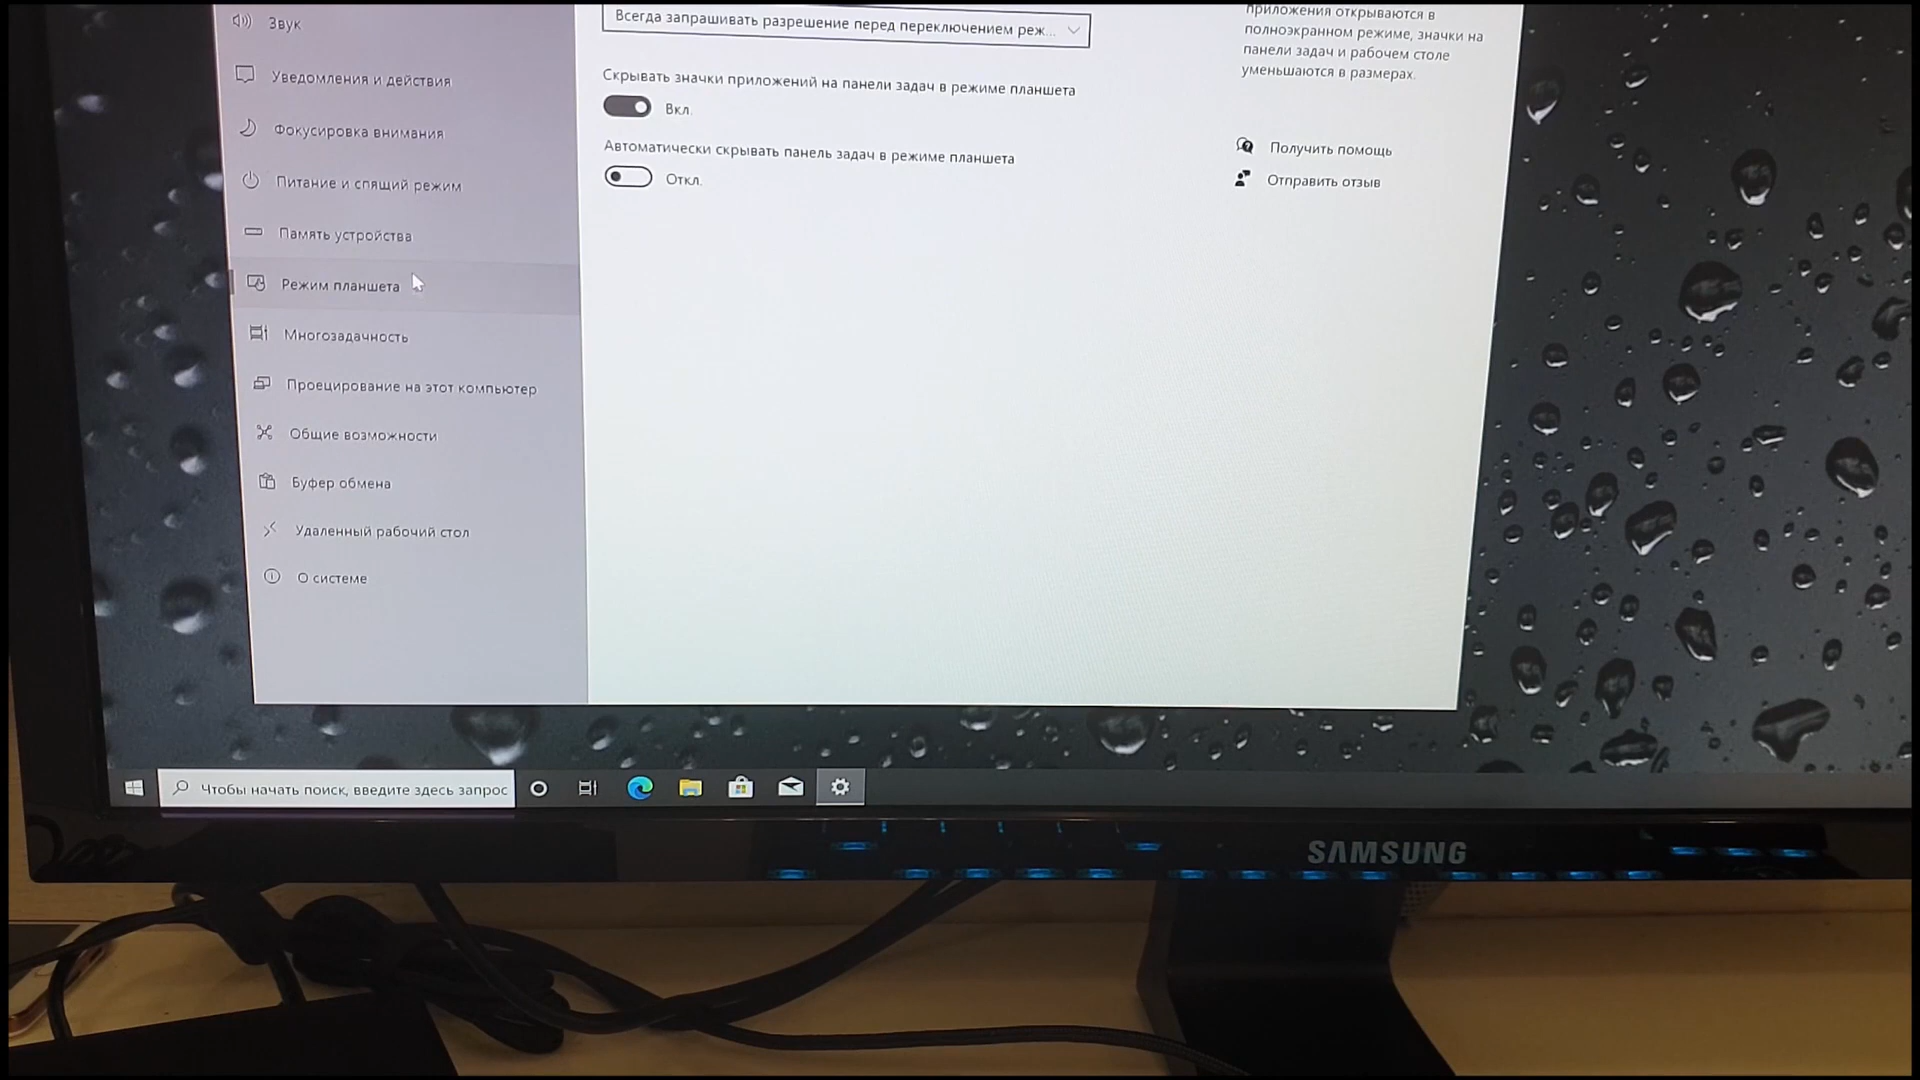 Звук
Уведомления и действия
Фокусировка внимания
Питание и спящий режим
Память устройства
Режим планшета
Многозадачность
Проецирование на этот компьютер
Общие возможности
Буфер обмена
Удаленный рабочий стол
О системе
Всегда запрашивать разрешение перед переключением реж...
Скрывать значки приложений на панели задач в режиме планшета
Вкл.
Автоматически скрывать панель задач в режиме планшета
Откл.
приложения открываются в
полноэкранном режиме, значки на
панели задач и рабочем столе
уменьшаются в размерах.
Получить помощь
Отправить отзыв
Чтобы начать поиск, введите здесь запрос
SAMSUNG